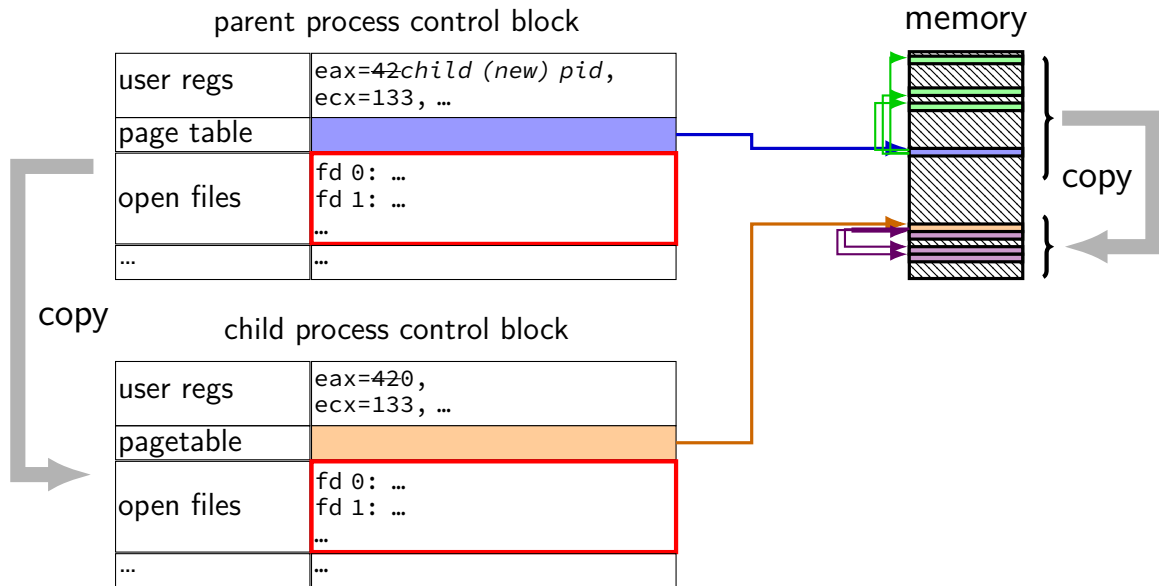 parent process control block
memory
user regs
eax=42child (new) pid,
ecx=133, …
page table
open files
fd 0: …
fd 1: …
…
…
…
copy
copy
child process control block
user regs
eax=420,
ecx=133, …
pagetable
open files
fd 0: …
fd 1: …
…
…
…